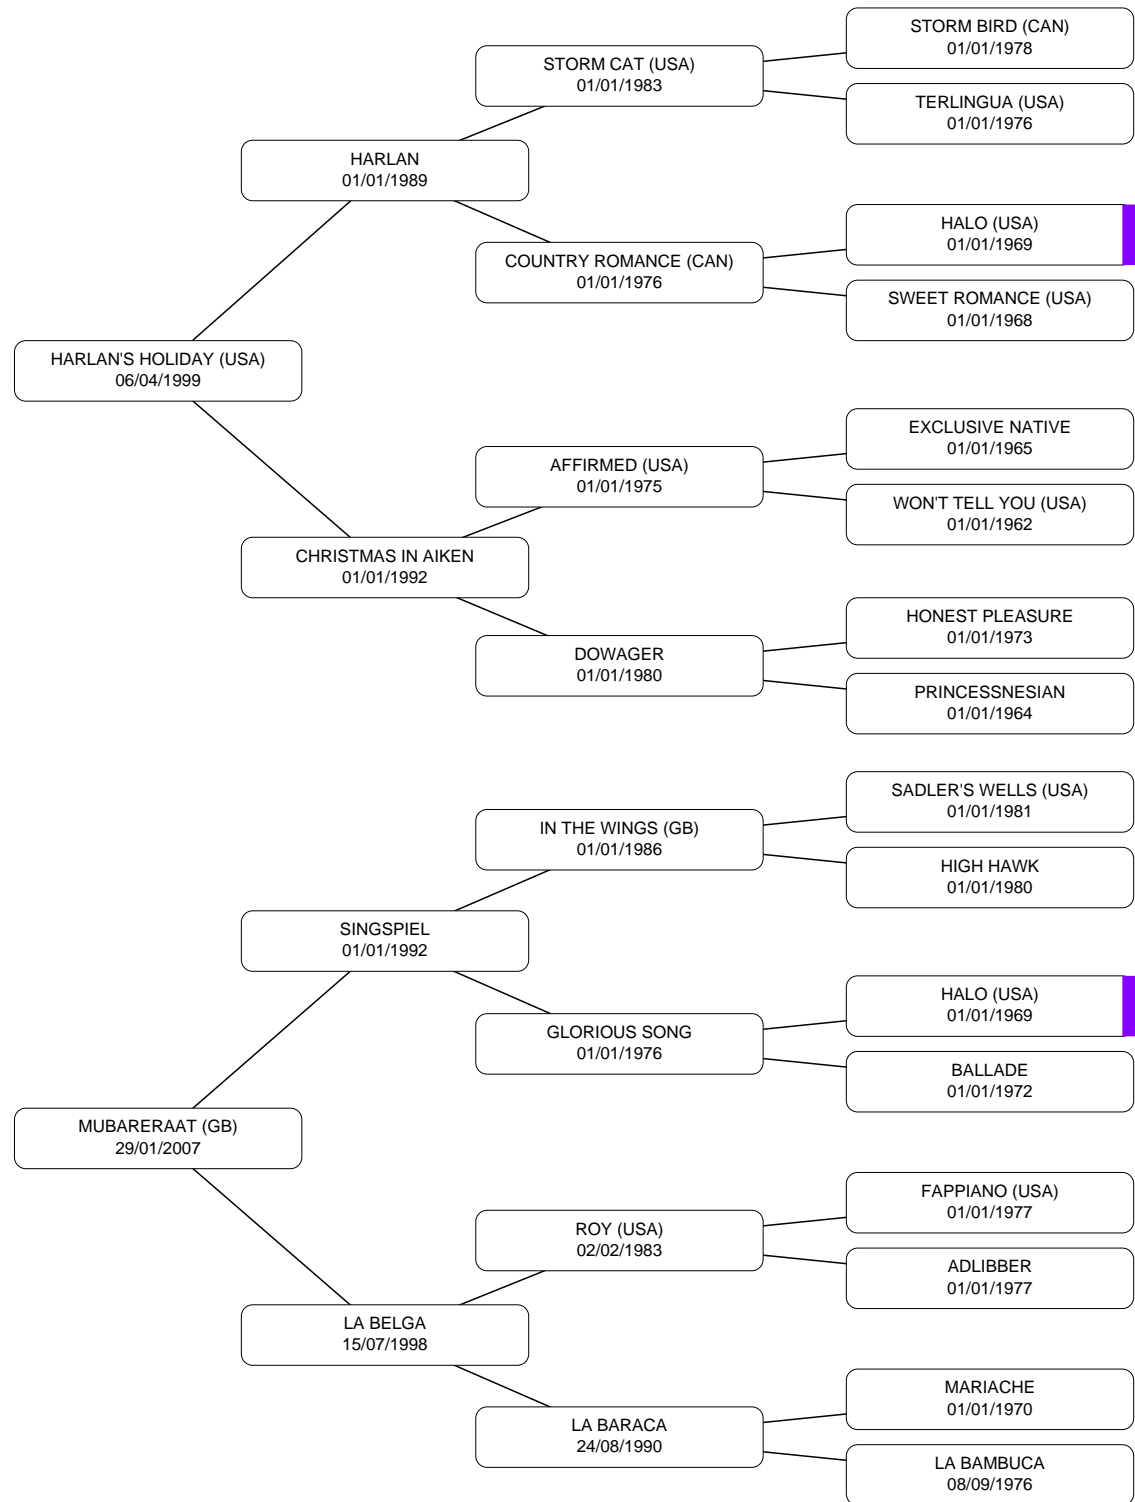 STORM BIRD (CAN)
01/01/1978
STORM CAT (USA)
01/01/1983
TERLINGUA (USA)
01/01/1976
HARLAN
01/01/1989
HALO (USA)
01/01/1969
COUNTRY ROMANCE (CAN)
01/01/1976
SWEET ROMANCE (USA)
01/01/1968
HARLAN'S HOLIDAY (USA)
06/04/1999
EXCLUSIVE NATIVE
01/01/1965
AFFIRMED (USA)
01/01/1975
WON'T TELL YOU (USA)
01/01/1962
CHRISTMAS IN AIKEN
01/01/1992
HONEST PLEASURE
01/01/1973
DOWAGER
01/01/1980
PRINCESSNESIAN
01/01/1964
SADLER'S WELLS (USA)
01/01/1981
IN THE WINGS (GB)
01/01/1986
HIGH HAWK
01/01/1980
SINGSPIEL
01/01/1992
HALO (USA)
01/01/1969
GLORIOUS SONG
01/01/1976
BALLADE
01/01/1972
MUBARERAAT (GB)
29/01/2007
FAPPIANO (USA)
01/01/1977
ROY (USA)
02/02/1983
ADLIBBER
01/01/1977
LA BELGA
15/07/1998
MARIACHE
01/01/1970
LA BARACA
24/08/1990
LA BAMBUCA
08/09/1976